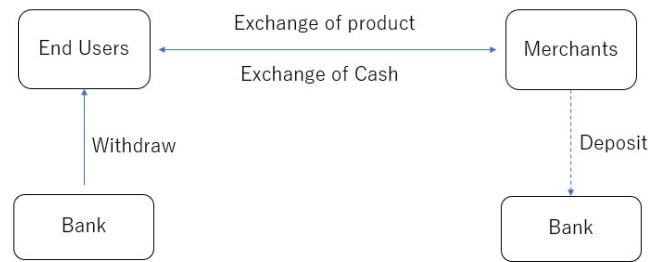 Exchange of product
End Users
Merchants
Exchange of Cash
Withdraw
Deposit
Bank
Bank